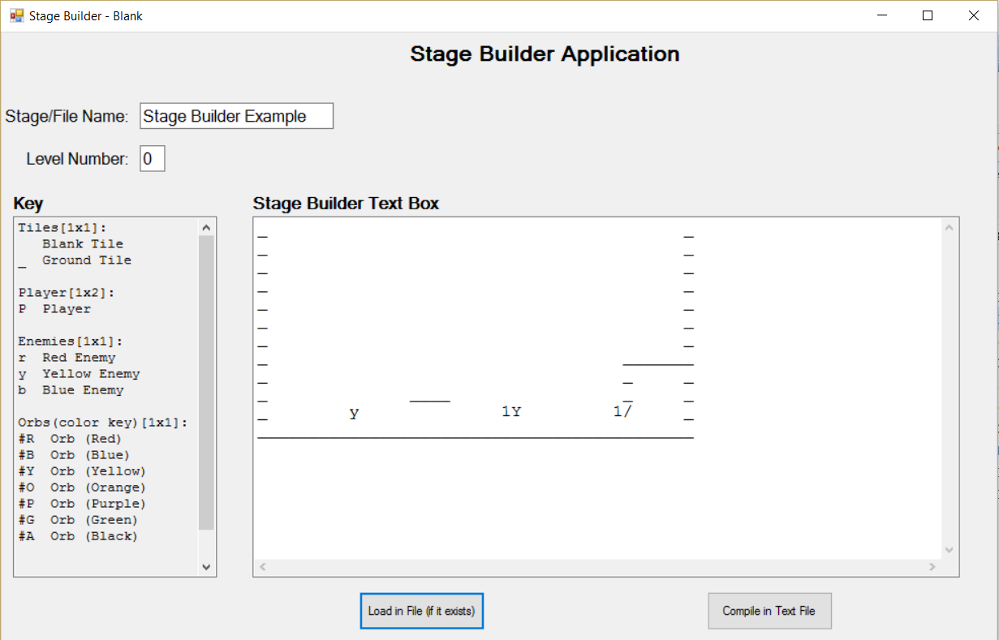 Stage Builder - Blank
Stage Builder Application
Stage/File Name: Stage Builder Example
Level Number: 0
Key
Tiles[1x1]:
   Blank Tile
_  Ground Tile
Player[1x2]:
P  Player
Enemies[1x1]:
r  Red Enemy
y  Yellow Enemy
b  Blue Enemy
Orbs(color key)[1x1]:
#R  Orb (Red)
#B  Orb (Blue)
#Y  Orb (Yellow)
#O  Orb (Orange)
#P  Orb (Purple)
#G  Orb (Green)
#A  Orb (Black)
Stage Builder Text Box
_                                         _
_                                         _
_                                         _
_                                         _
_                                         _
_                                         _
_                                         _
_                                   _______
_                                   _     _
_              ____                 _     _
_        y              1Y         1/     _
___________________________________________
Load in File (if it exists)
Compile in Text File